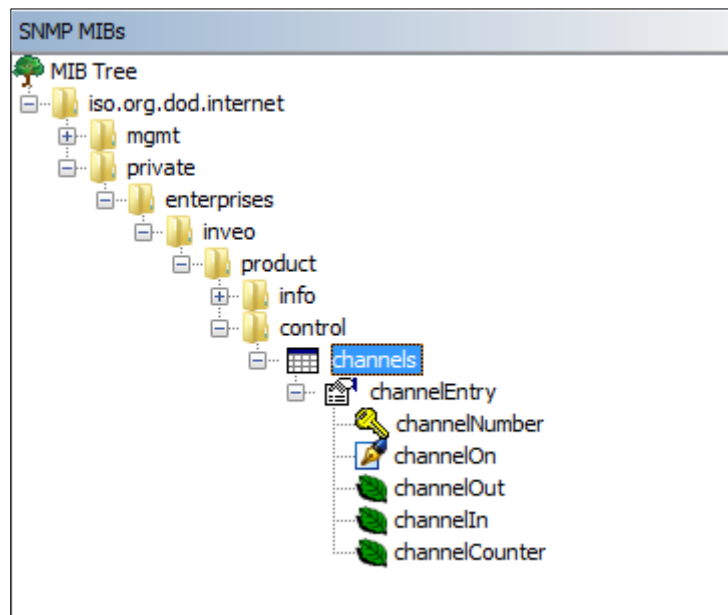 SNMP MIBs
MIB Tree
iso.org.dod.internet
mgmt
private
enterprises
inveo
product
info
control
channels
channelEntry
channelNumber
channelOn
channelOut
channelIn
channelCounter